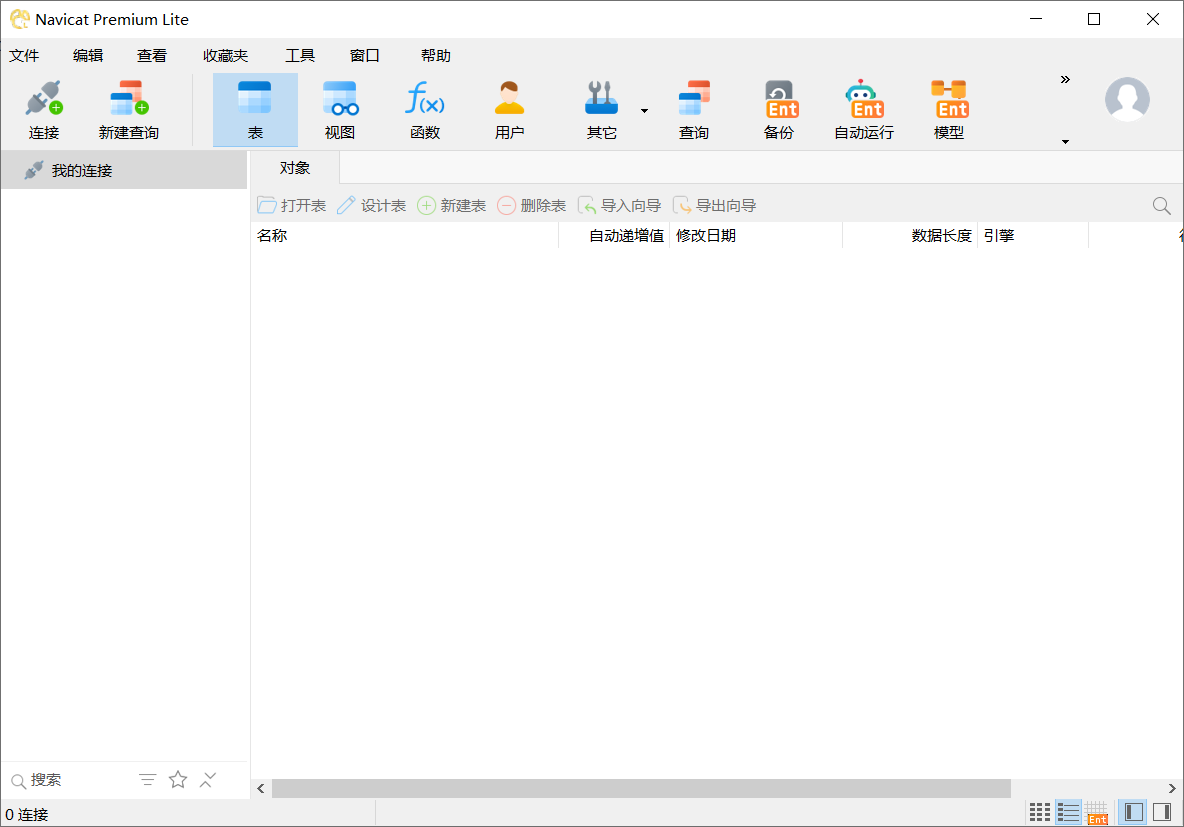 Navicat Premium Lite
文件 编辑 查看 收藏夹 工具 窗口 帮助
Ent Ent Ent
连接 新建查询 表 视图 函数 用户 其它 查询 备份 自动运行 模型
我的连接
对象
打开表 设计表 新建表 删除表 导入向导 导出向导
名称 自动递增值 修改日期 数据长度 引擎
搜索
0 连接
Ent